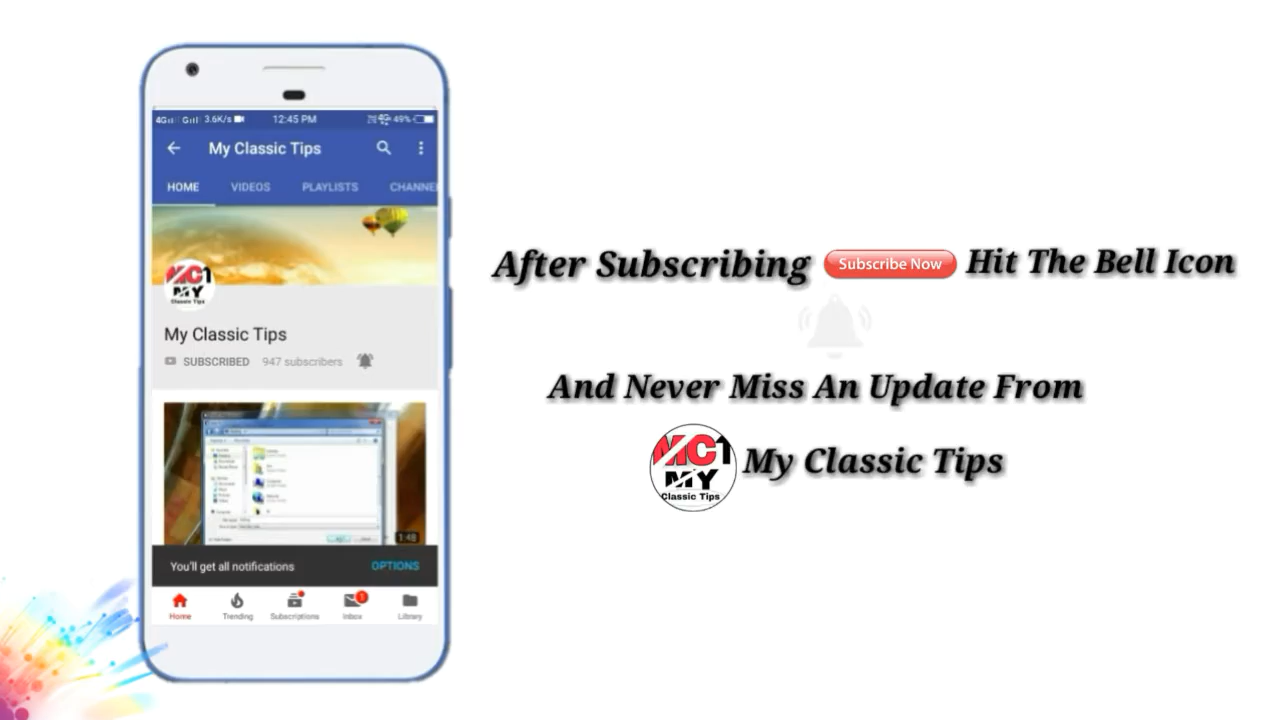 4G G 3.6K/s 12:45 PM 4G 49%
My Classic Tips
HOME VIDEOS PLAYLISTS CHANNE
MC1
MY
Classic Tips
My Classic Tips
SUBSCRIBED 947 subscribers
1:48
You'll get all notifications OPTIONS
1
Home Trending Subscriptions Inbox Library
After Subscribing Subscribe Now Hit The Bell Icon
And Never Miss An Update From
MC1
MY
Classic Tips
My Classic Tips